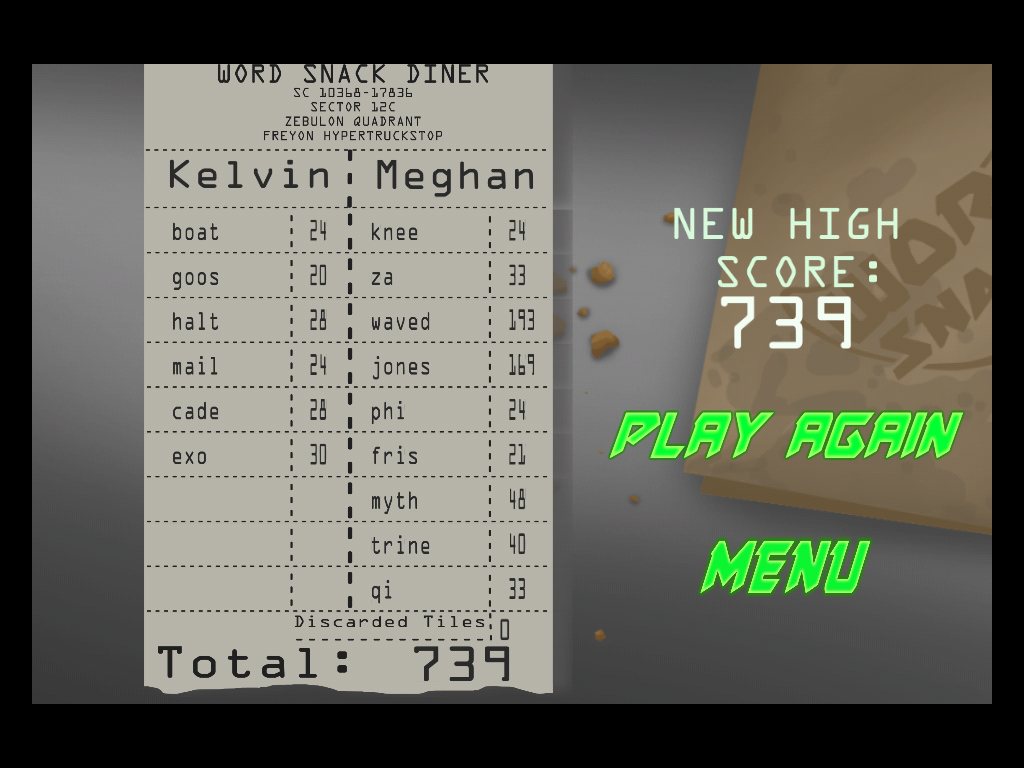 WORD SNACK DINER
SC 10368-17836
SECTOR 12C
ZEBULON QUADRANT
FREYON HYPERTRUCKSTOP
Kelvin Meghan
boat 24 knee 24
goos 20 za 33
halt 28 waved 193
mail 24 jones 169
cade 28 phi 24
exo 30 fris 21
myth 48
trine 40
qi 33
Discarded Tiles 0
Total: 739
NEW HIGH
SCORE:
739
PLAY AGAIN
MENU